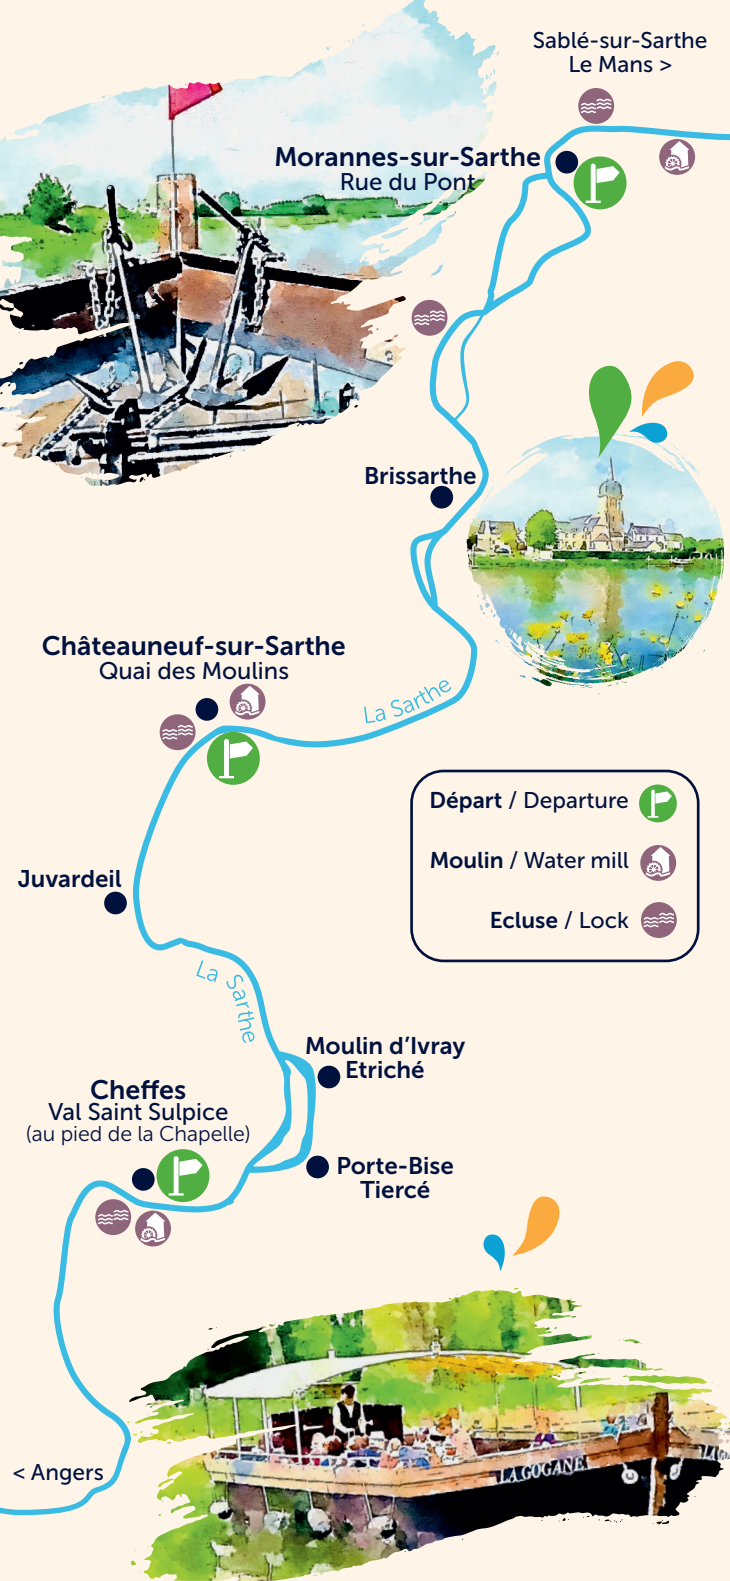 Sablé-sur-Sarthe
Le Mans >
Morannes-sur-Sarthe
Rue du Pont
Brissarthe
Châteauneuf-sur-Sarthe
Quai des Moulins
La Sarthe
Départ / Departure
Moulin / Water mill
Ecluse / Lock
Juvardeil
La Sarthe
Moulin d’Ivray
Etriché
Cheffes
Val Saint Sulpice
(au pied de la Chapelle)
Porte-Bise
Tiercé
< Angers
LA GOGANE